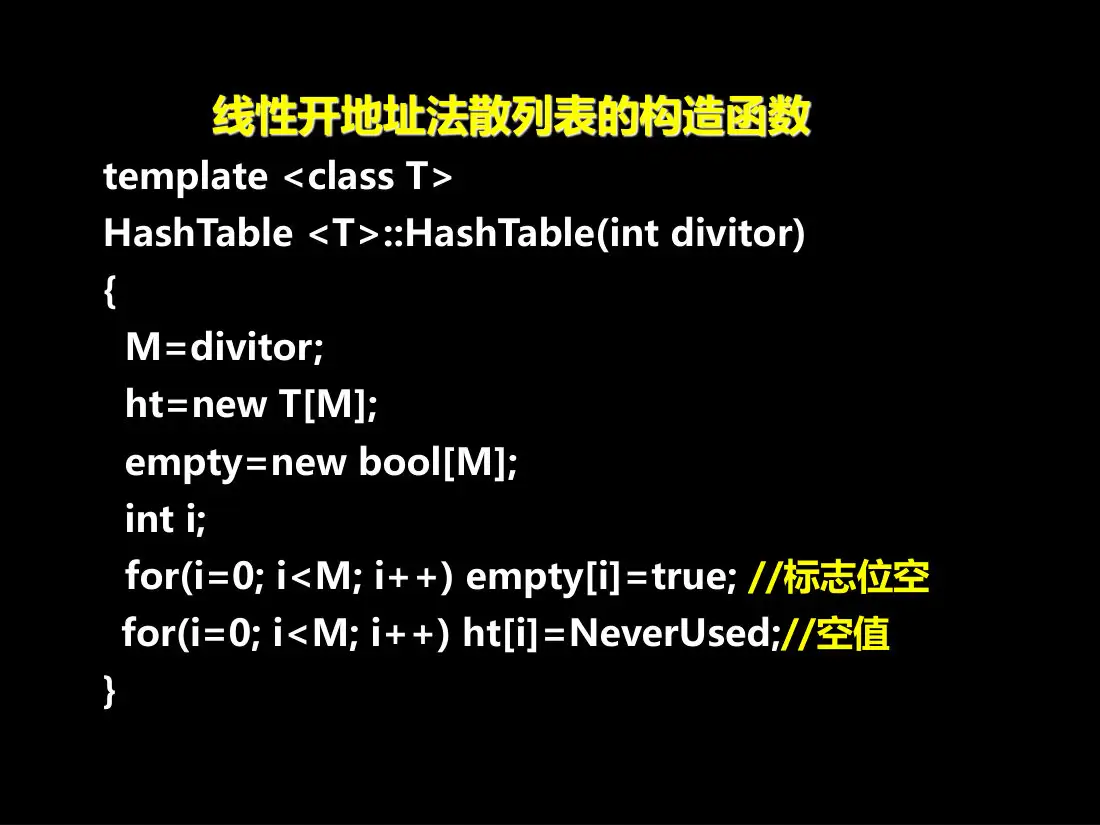 线性开地址法散列表的构造函数
template <class T>
HashTable <T>::HashTable(int divitor)
{
M=divitor;
ht=new T[M];
empty=new bool[M];
int i;
for(i=0; i<M; i++) empty[i]=true; //标志位空
for(i=0; i<M; i++) ht[i]=NeverUsed;//空值
}